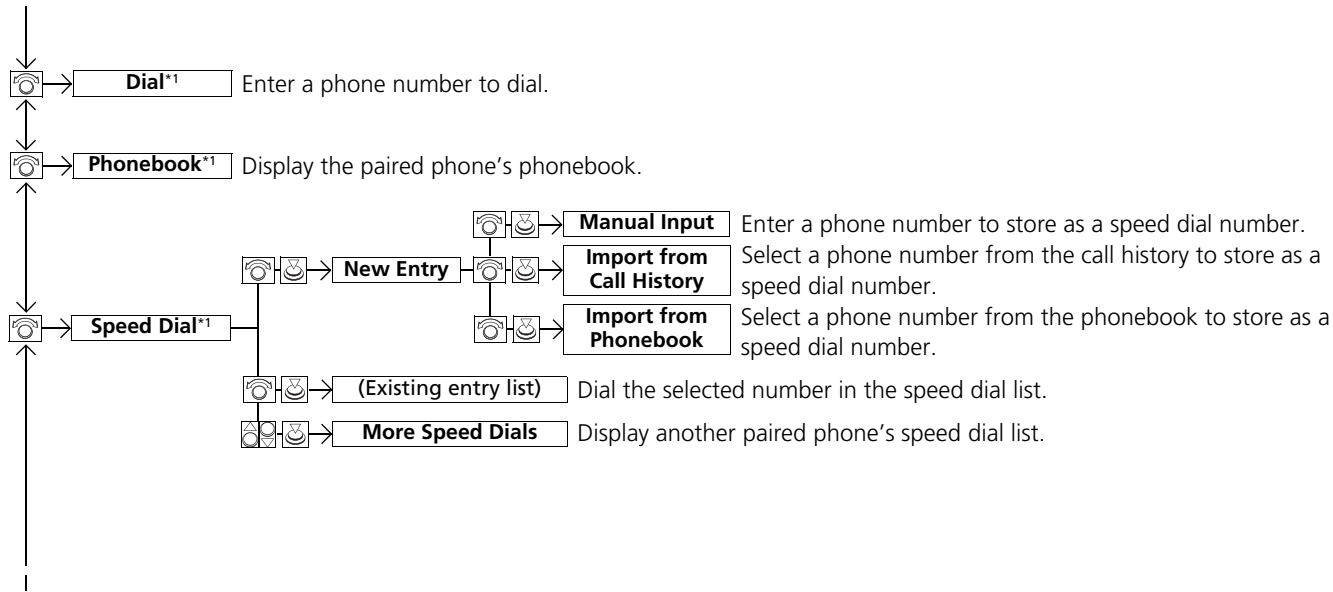 Dial*1 Enter a phone number to dial.
Phonebook*1 Display the paired phone’s phonebook.
Manual Input Enter a phone number to store as a speed dial number.
New Entry
Import from
Call History
Select a phone number from the call history to store as a
speed dial number.
Speed Dial*1
Import from
Phonebook
Select a phone number from the phonebook to store as a
speed dial number.
(Existing entry list) Dial the selected number in the speed dial list.
More Speed Dials Display another paired phone’s speed dial list.